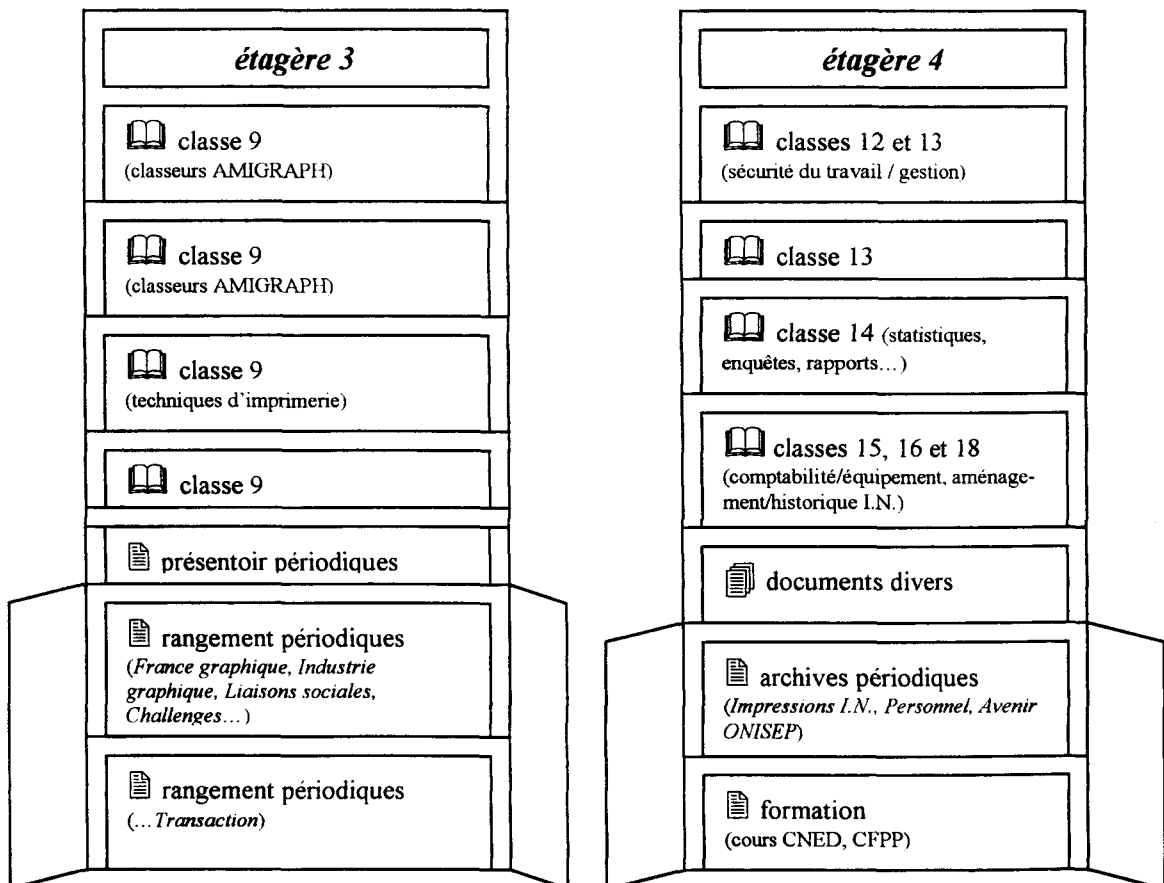 étagère 3
classe 9
(classeurs AMIGRAPH)
classe 9
(classeurs AMIGRAPH)
classe 9
(techniques d'imprimerie)
classe 9
présentoir périodiques
rangement périodiques
(France graphique, Industrie
graphique, Liaisons sociales,
Challenges…)
rangement périodiques
(…Transaction)
étagère 4
classes 12 et 13
(sécurité du travail / gestion)
classe 13
classe 14 (statistiques,
enquêtes, rapports…)
classes 15, 16 et 18
(comptabilité/équipement, aménage-
ment/historique I.N.)
documents divers
archives périodiques
(Impressions I.N., Personnel, Avenir
ONISEP)
formation
(cours CNED, CFPP)